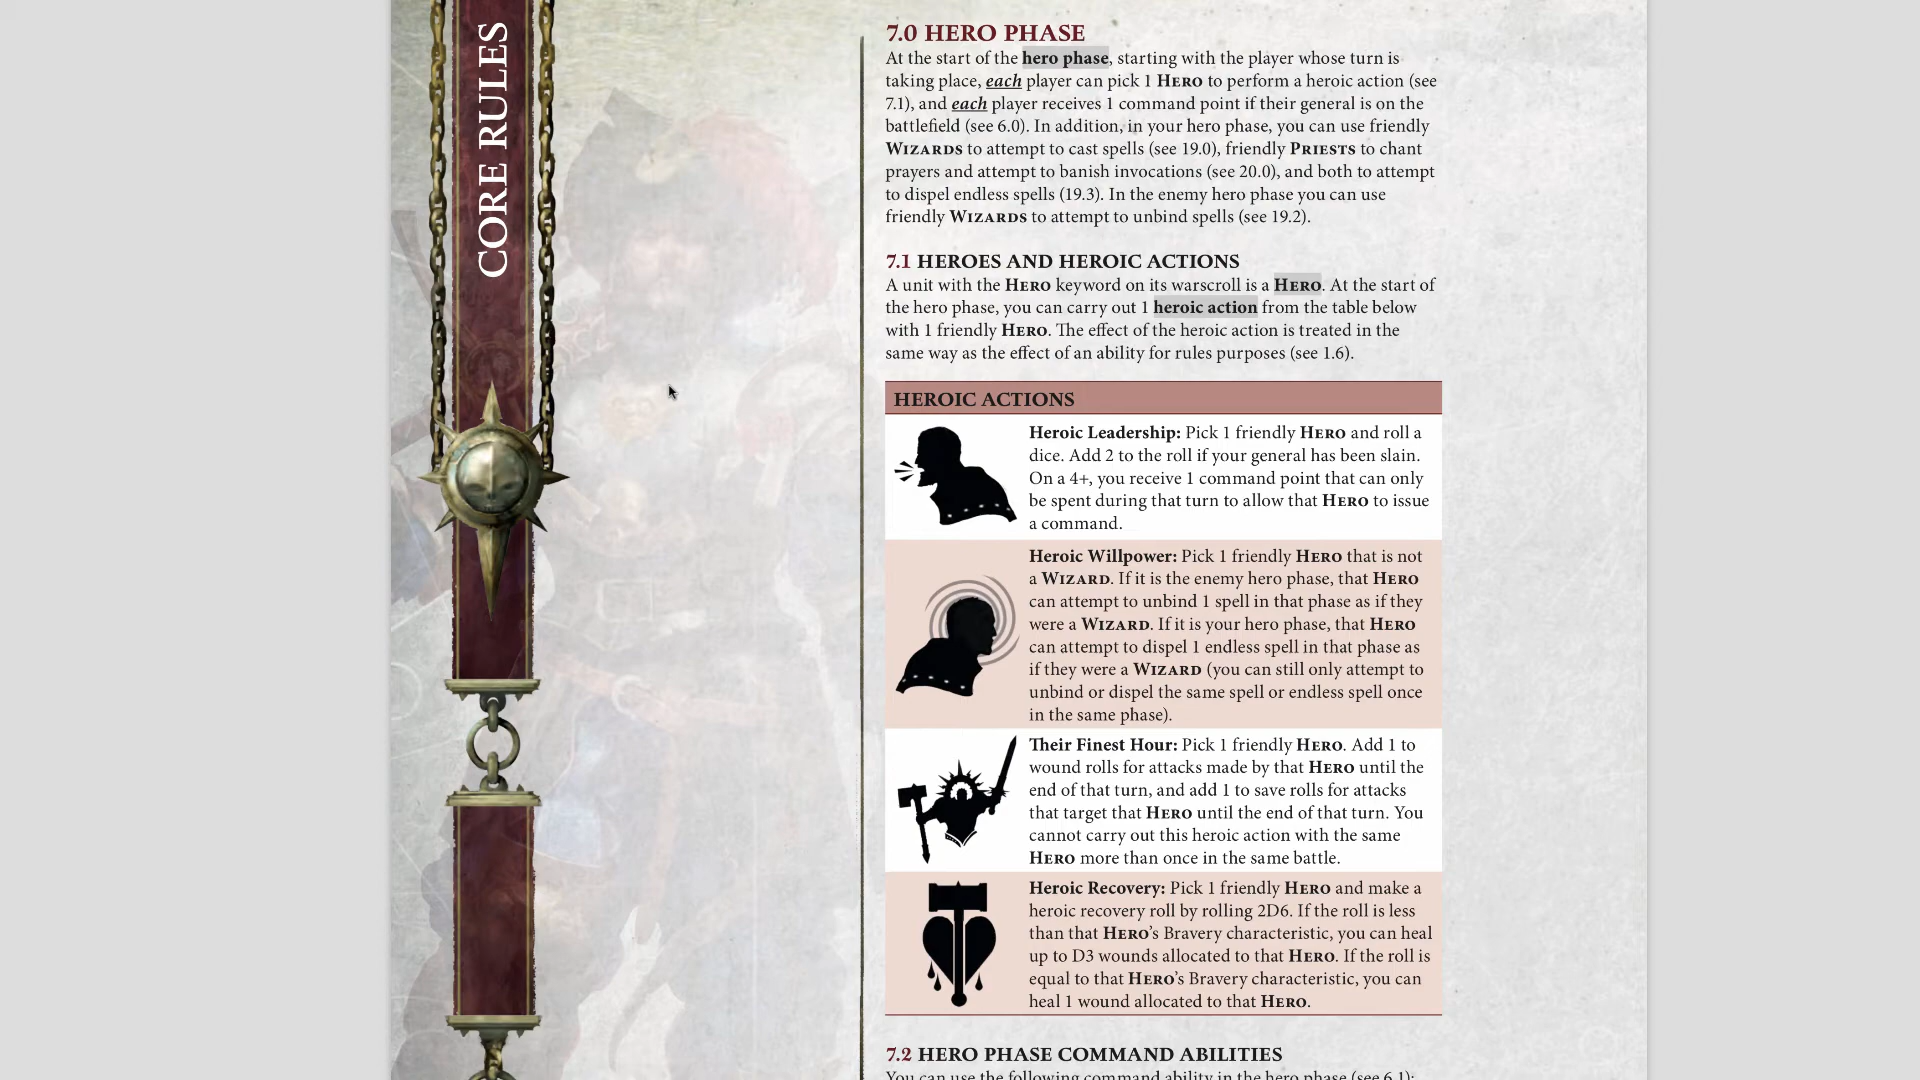 CORE RULES
7.0 HERO PHASE
At the start of the hero phase, starting with the player whose turn is
taking place, each player can pick 1 HERO to perform a heroic action (see
7.1), and each player receives 1 command point if their general is on the
battlefield (see 6.0). In addition, in your hero phase, you can use friendly
WIZARDS to attempt to cast spells (see 19.0), friendly PRIESTS to chant
prayers and attempt to banish invocations (see 20.0), and both to attempt
to dispel endless spells (19.3). In the enemy hero phase you can use
friendly WIZARDS to attempt to unbind spells (see 19.2).
7.1 HEROES AND HEROIC ACTIONS
A unit with the HERO keyword on its warscroll is a HERO. At the start of
the hero phase, you can carry out 1 heroic action from the table below
with 1 friendly HERO. The effect of the heroic action is treated in the
same way as the effect of an ability for rules purposes (see 1.6).
HEROIC ACTIONS
Heroic Leadership: Pick 1 friendly HERO and roll a
dice. Add 2 to the roll if your general has been slain.
On a 4+, you receive 1 command point that can only
be spent during that turn to allow that HERO to issue
a command.
Heroic Willpower: Pick 1 friendly HERO that is not
a WIZARD. If it is the enemy hero phase, that HERO
can attempt to unbind 1 spell in that phase as if they
were a WIZARD. If it is your hero phase, that HERO
can attempt to dispel 1 endless spell in that phase as
if they were a WIZARD (you can still only attempt to
unbind or dispel the same spell or endless spell once
in the same phase).
Their Finest Hour: Pick 1 friendly HERO. Add 1 to
wound rolls for attacks made by that HERO until the
end of that turn, and add 1 to save rolls for attacks
that target that HERO until the end of that turn. You
cannot carry out this heroic action with the same
HERO more than once in the same battle.
Heroic Recovery: Pick 1 friendly HERO and make a
heroic recovery roll by rolling 2D6. If the roll is less
than that HERO's Bravery characteristic, you can heal
up to D3 wounds allocated to that HERO. If the roll is
equal to that HERO's Bravery characteristic, you can
heal 1 wound allocated to that HERO.
7.2 HERO PHASE COMMAND ABILITIES
You can use the following command ability in the hero phase (see 6.1):